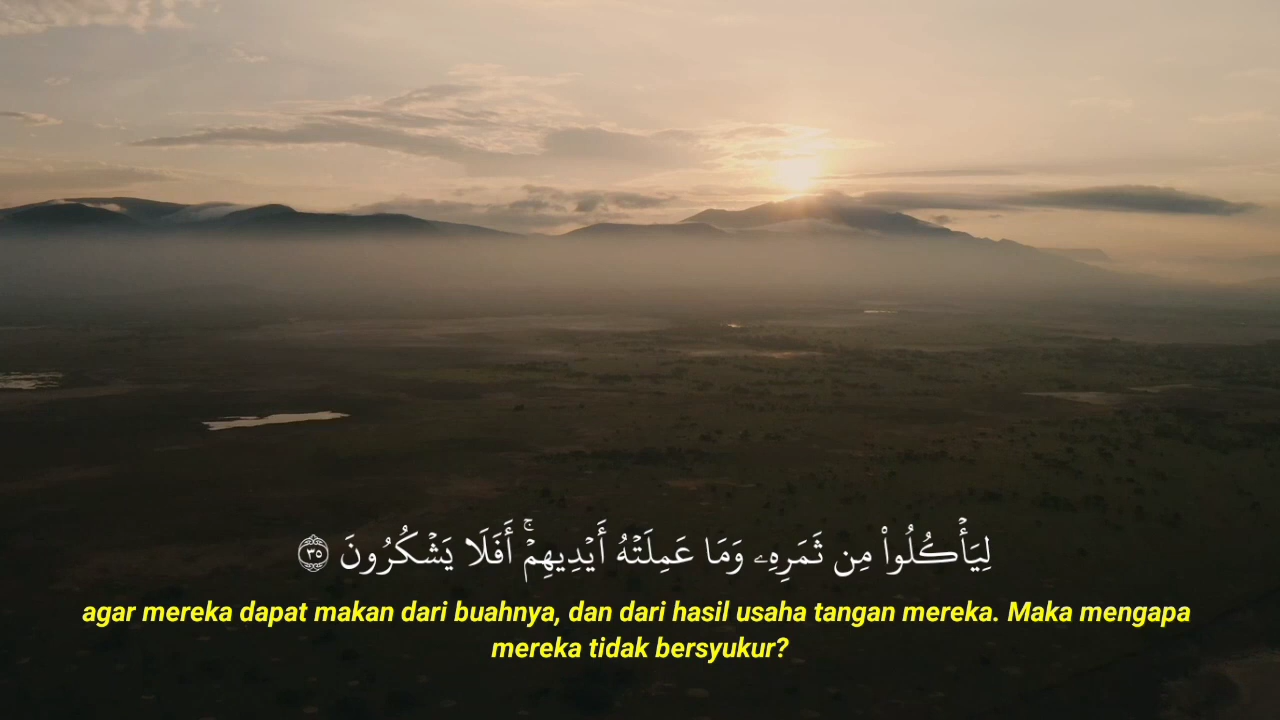 لِيَأْكُلُوا۟ مِن ثَمَرِهِۦ وَمَا عَمِلَتْهُ أَيْدِيهِمْ ۚ أَفَلَا يَشْكُرُونَ ٣٥
agar mereka dapat makan dari buahnya, dan dari hasil usaha tangan mereka. Maka mengapa
mereka tidak bersyukur?